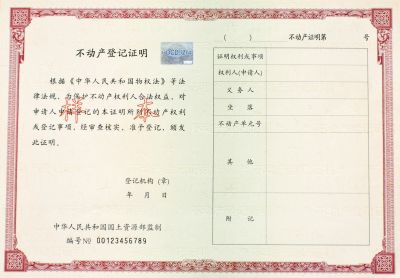 不动产登记证明
根据《中华人民共和国物权法》等法
律法规，为保护不动产权利人合法权益，对
申请人申请登记的本证明所列不动产权利
或登记事项，经审查核实，准予登记，颁发
此证明。
样本
登记机构（章）
年 月 日
中华人民共和国国土资源部监制
编号№ 00123456789
（ ） 不动产证明第 号
证明权利或事项
权利人(申请人)
义务人
坐落
不动产单元号
其他
附记